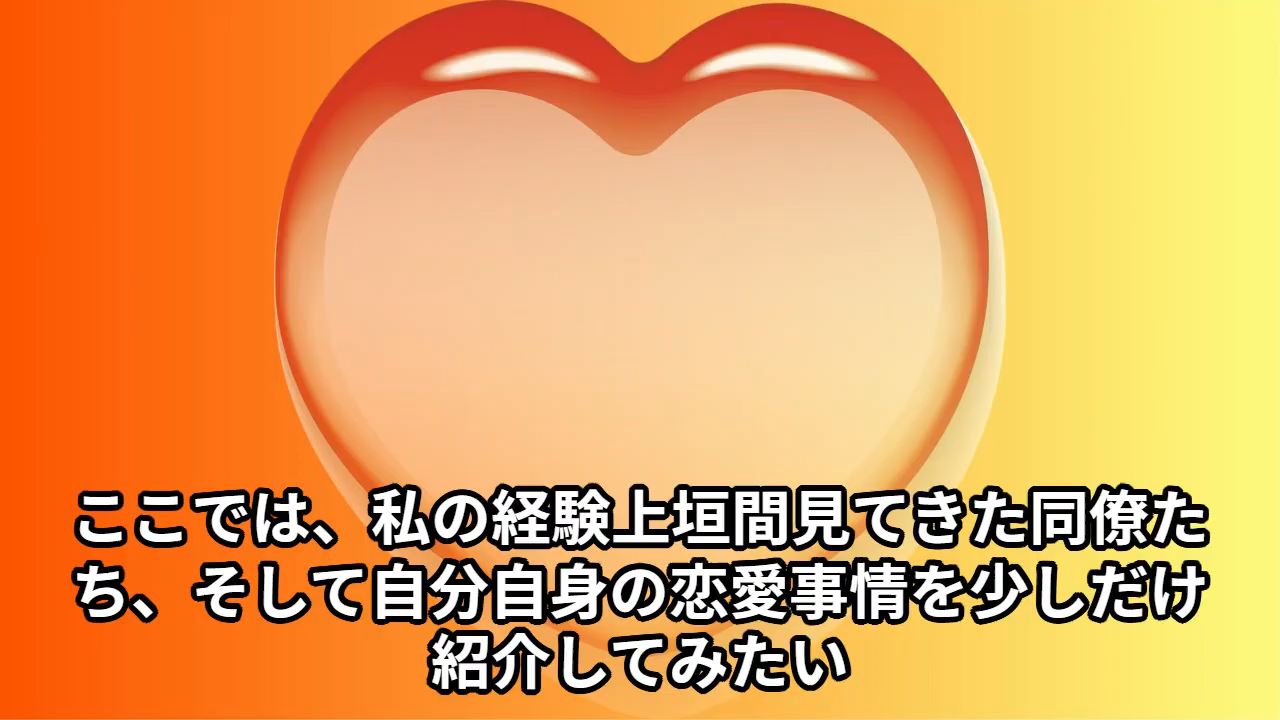 ここでは、私の経験上垣間見てきた同僚た
ち、そして自分自身の恋愛事情を少しだけ
紹介してみたい